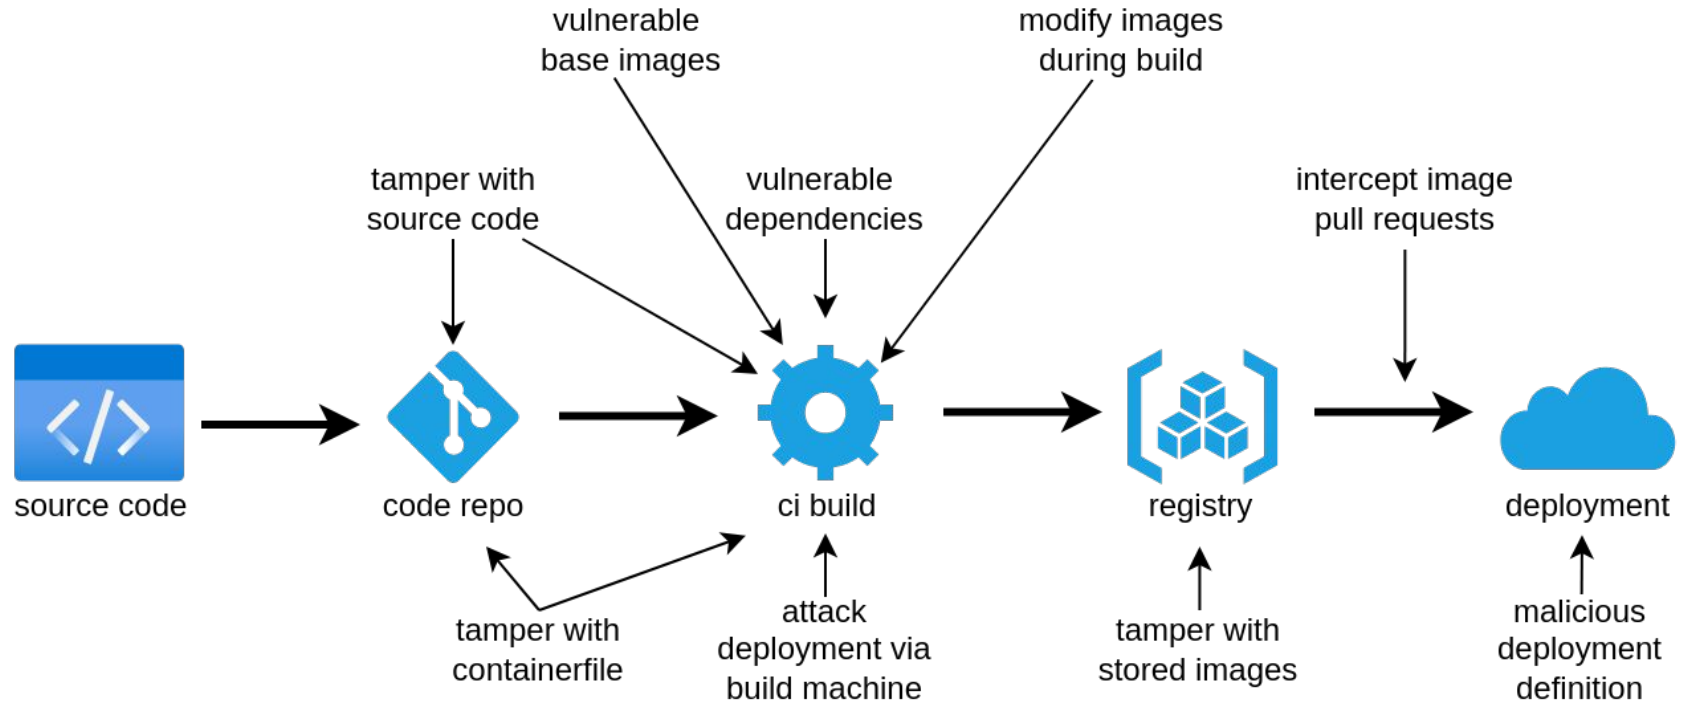 vulnerable
base images
modify images
during build
tamper with
source code
vulnerable
dependencies
intercept image
pull requests
source code
code repo
ci build
registry
deployment
tamper with
containerfile
attack
deployment via
build machine
tamper with
stored images
malicious
deployment
definition